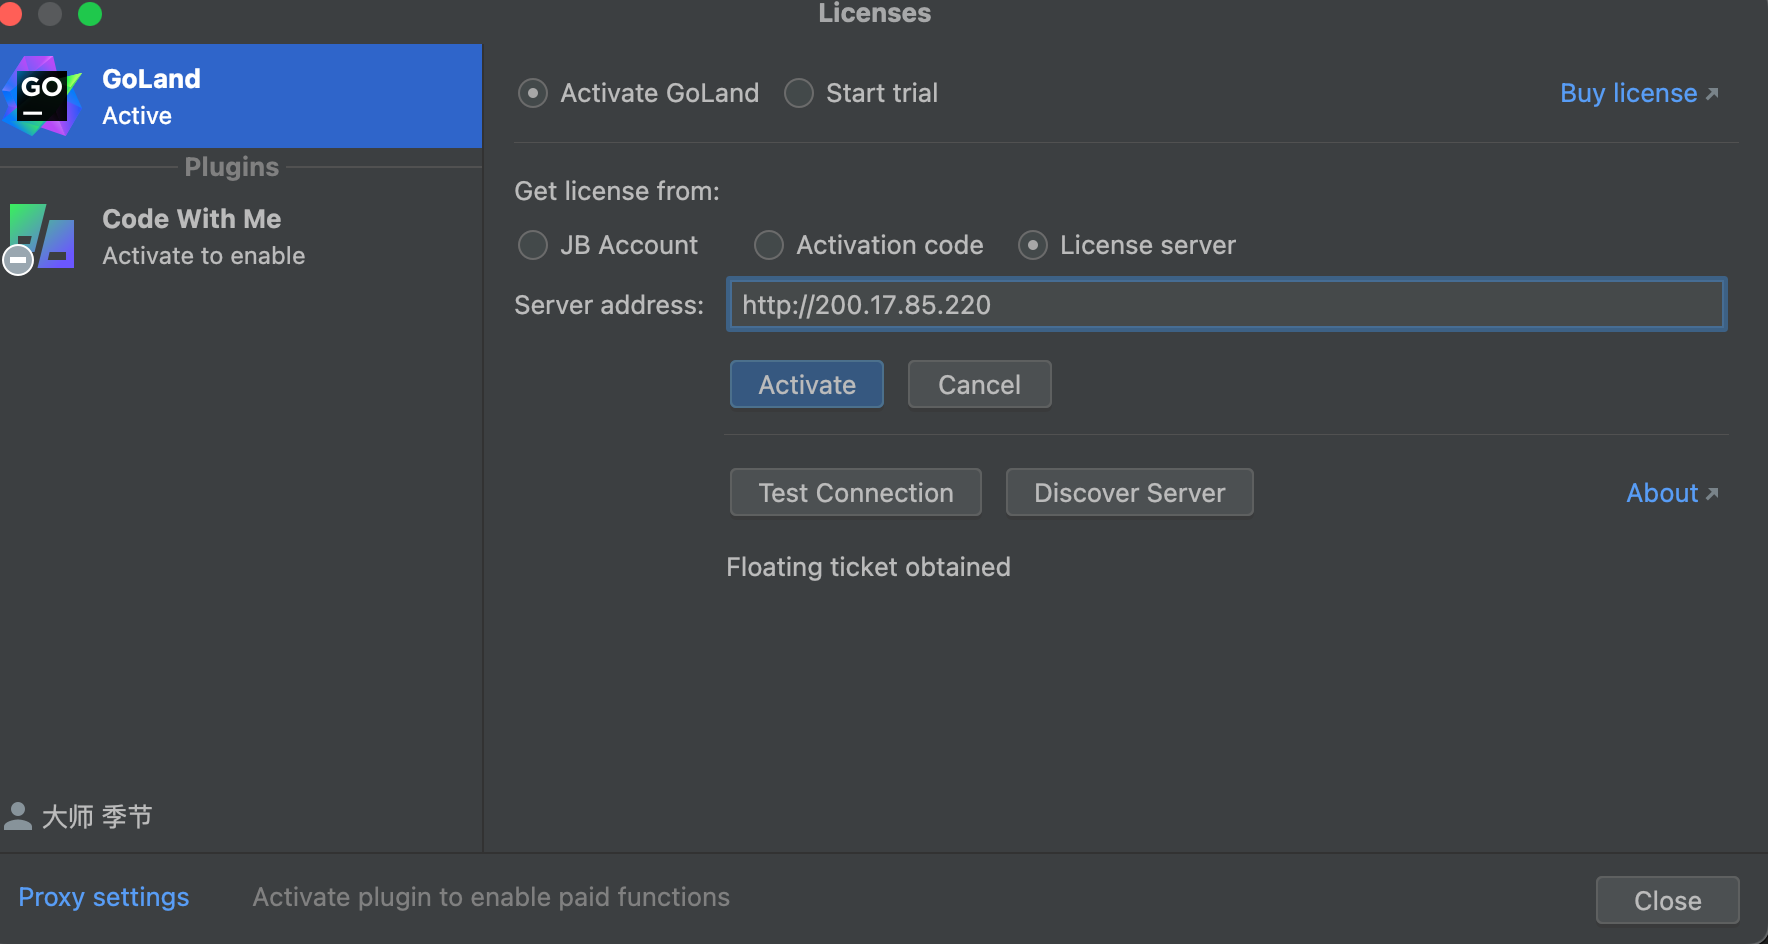 Licenses
GO
GoLand
Active
Plugins
Code With Me
Activate to enable
大师 季节
Activate GoLand
Start trial
Buy license
Get license from:
JB Account
Activation code
License server
Server address:
http://200.17.85.220
Activate
Cancel
Test Connection
Discover Server
About
Floating ticket obtained
Proxy settings
Activate plugin to enable paid functions
Close